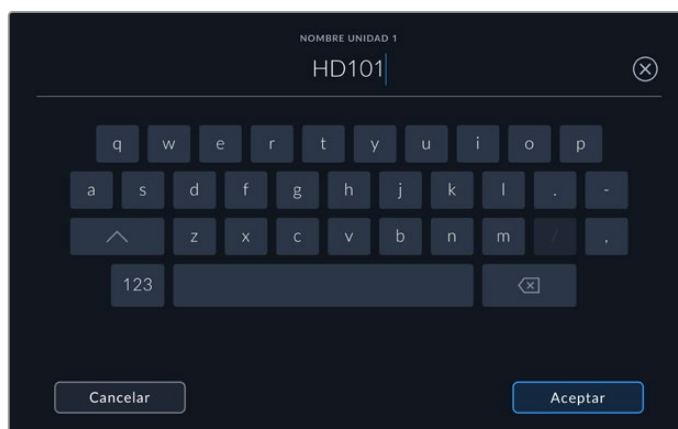 NOMBRE UNIDAD 1
HD101
q w e r t y u i o p
a s d f g h j k l . -
z x c v b n m / ,
123
Cancelar Aceptar